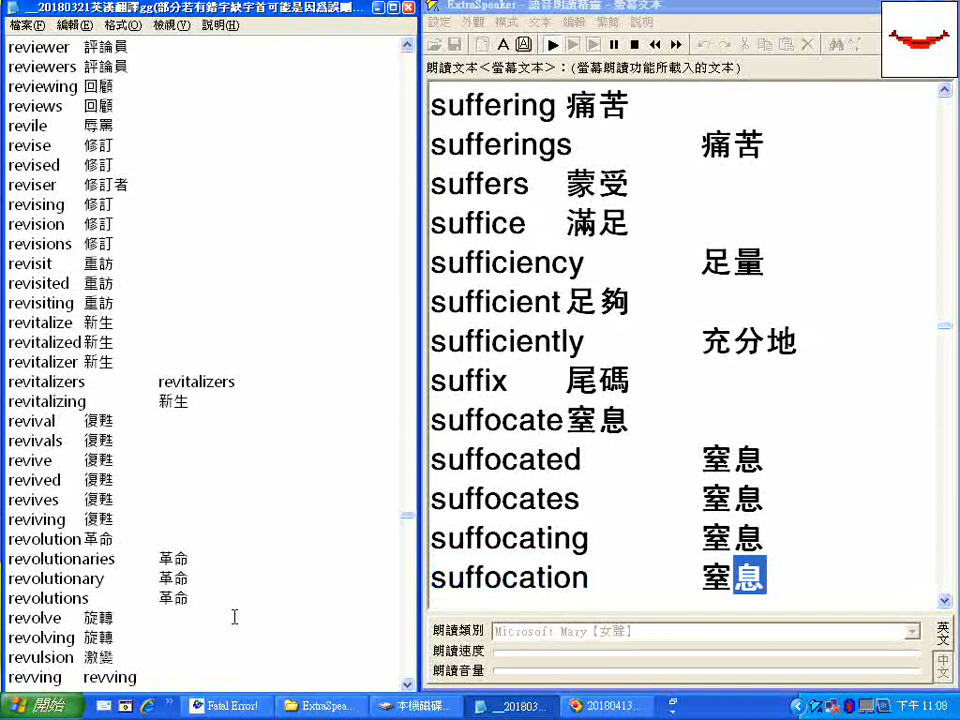 __20180321英漢翻譯gg(部分若有錯字缺字首可能是因為誤刪...
檔案(F) 編輯(E) 格式(O) 檢視(V) 說明(H)
reviewer 評論員
reviewers 評論員
reviewing 回顧
reviews 回顧
revile 辱罵
revise 修訂
revised 修訂
reviser 修訂者
revising 修訂
revision 修訂
revisions 修訂
revisit 重訪
revisited 重訪
revisiting 重訪
revitalize 新生
revitalized 新生
revitalizer 新生
revitalizers revitalizers
revitalizing 新生
revival 復甦
revivals 復甦
revive 復甦
revived 復甦
revives 復甦
reviving 復甦
revolution 革命
revolutionaries 革命
revolutionary 革命
revolutions 革命
revolve 旋轉
revolving 旋轉
revulsion 激變
revving revving
ExtraSpeaker - 語音朗讀精靈 - 螢幕文本
設定 外觀 模式 文本 編輯 繁簡 說明
朗讀文本<螢幕文本>：(螢幕朗讀功能所載入的文本)
suffering 痛苦
sufferings 痛苦
suffers 蒙受
suffice 滿足
sufficiency 足量
sufficient 足夠
sufficiently 充分地
suffix 尾碼
suffocate 窒息
suffocated 窒息
suffocates 窒息
suffocating 窒息
suffocation 窒息
朗讀類別 Microsoft Mary【女聲】
朗讀速度
朗讀音量
英文
中文
開始 Fatal Error! ExtraSpea... 本機磁碟... __201803... 20180413... 下午 11:08